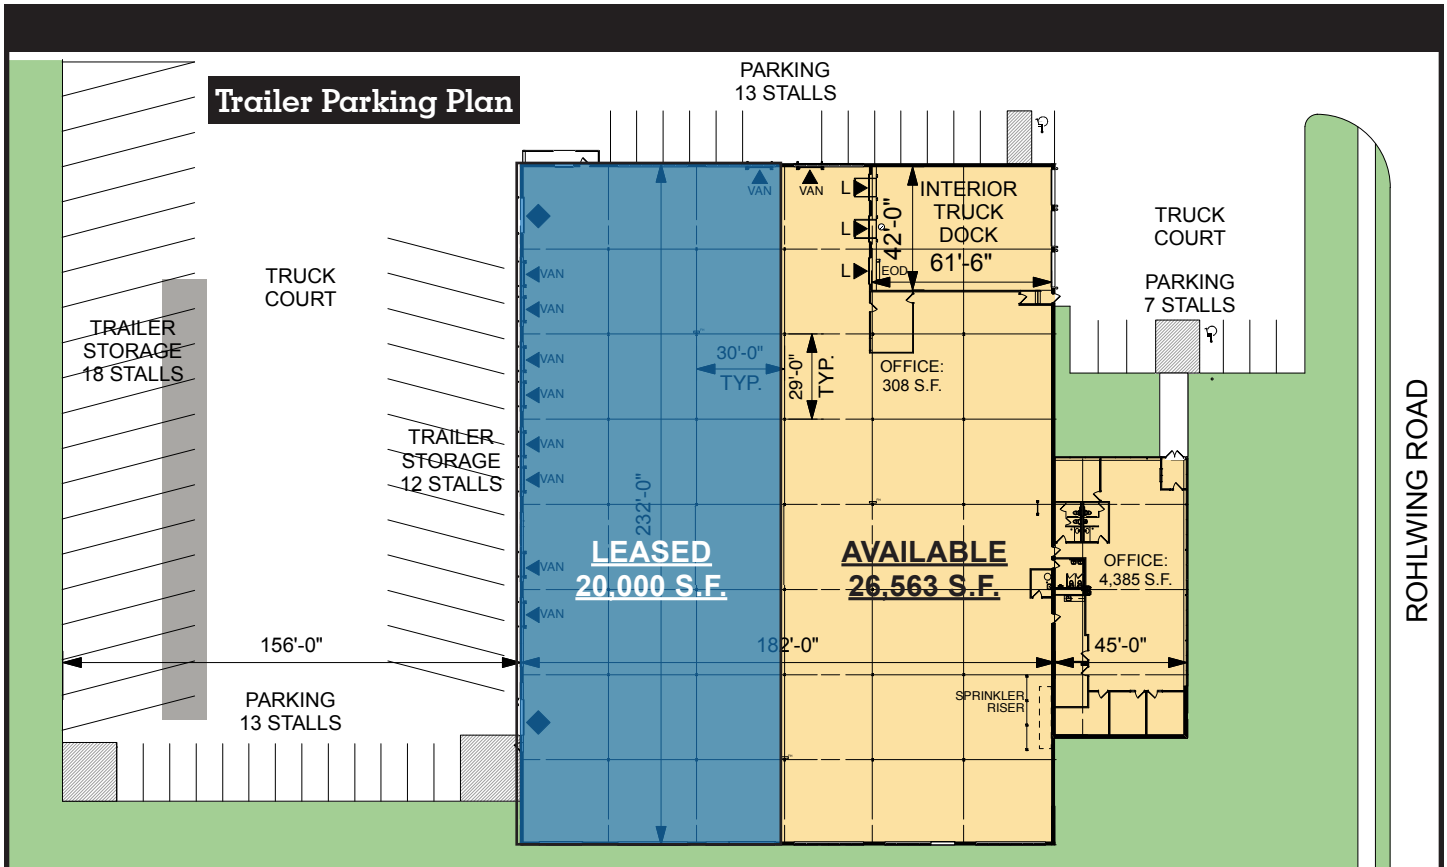 Trailer Parking Plan
PARKING
13 STALLS
VAN
VAN
L
L
L
INTERIOR
TRUCK
DOCK
42'-0"
61'-6"
EOD
TRUCK
COURT
PARKING
7 STALLS
TRUCK
COURT
TRAILER
STORAGE
18 STALLS
VAN
VAN
VAN
VAN
VAN
VAN
VAN
VAN
30'-0"
TYP.
29'-0"
TYP.
OFFICE:
308 S.F.
TRAILER
STORAGE
12 STALLS
232'-0"
LEASED
20,000 S.F.
AVAILABLE
26,563 S.F.
OFFICE:
4,385 S.F.
ROHLWING ROAD
156'-0"
182'-0"
45'-0"
SPRINKLER
RISER
PARKING
13 STALLS